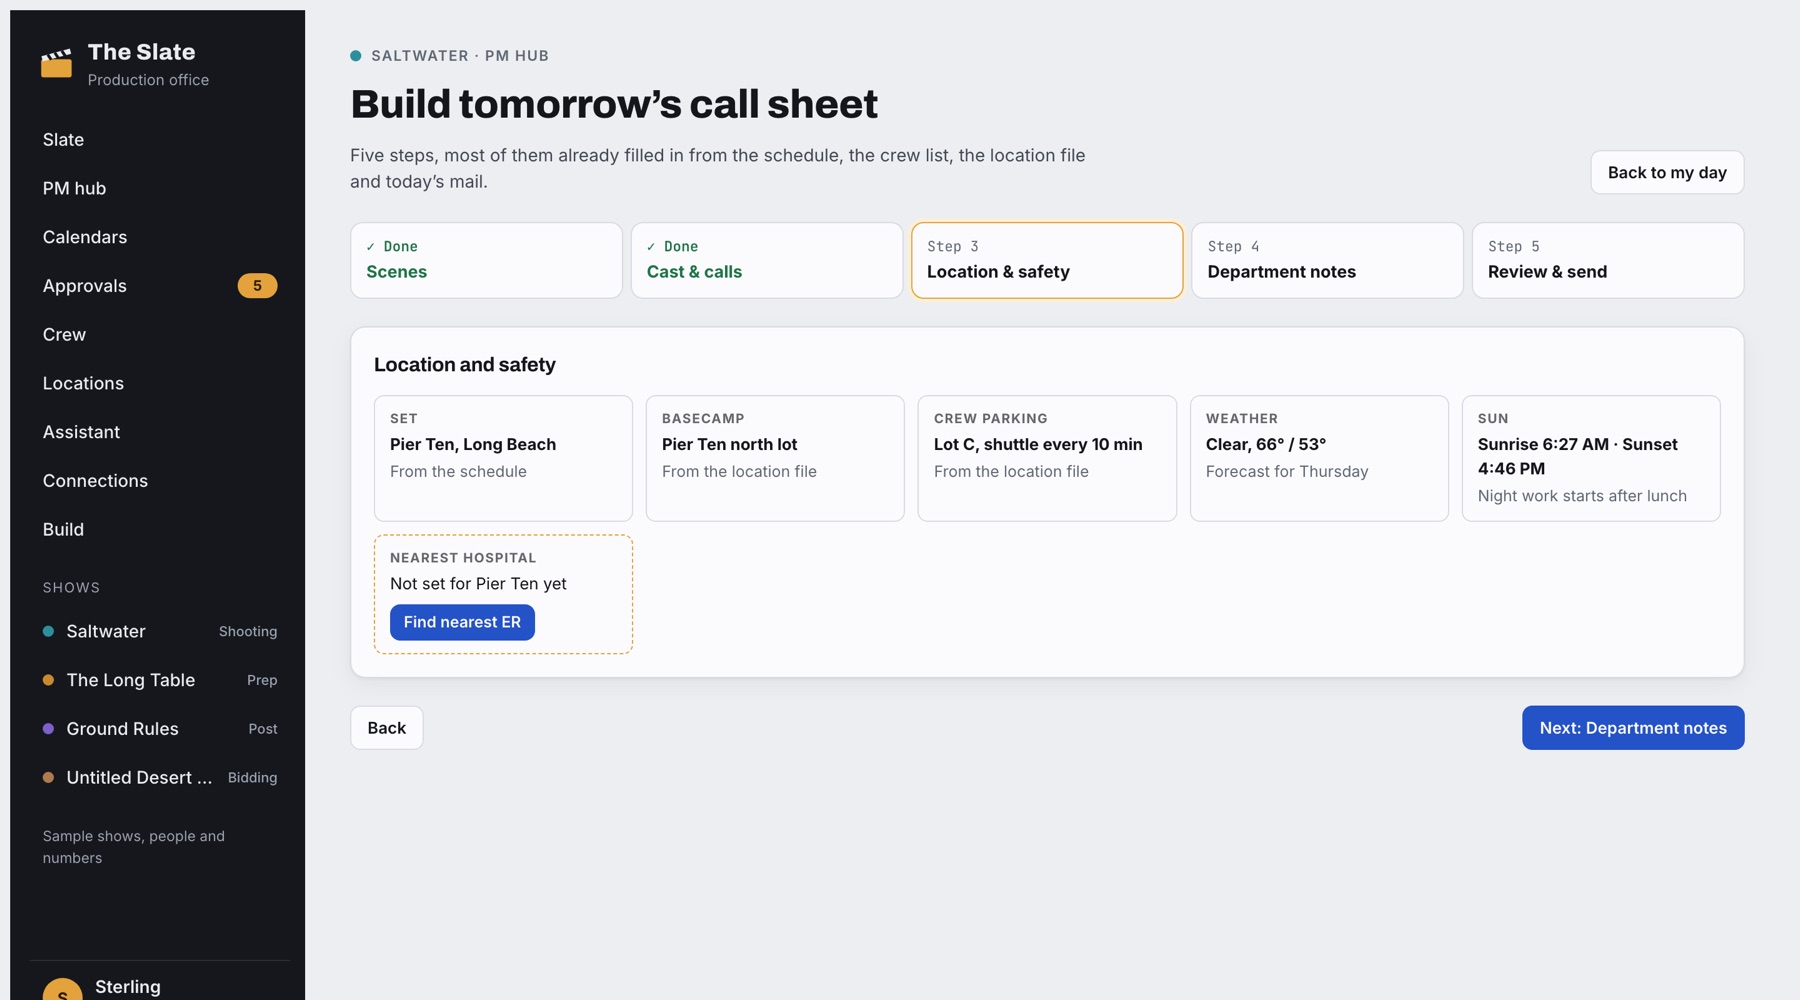 The Slate
Production office
Slate
PM hub
Calendars
Approvals 5
Crew
Locations
Assistant
Connections
Build
SHOWS
Saltwater Shooting
The Long Table Prep
Ground Rules Post
Untitled Desert ... Bidding
Sample shows, people and
numbers
S
Sterling
SALTWATER · PM HUB
Build tomorrow’s call sheet
Five steps, most of them already filled in from the schedule, the crew list, the location file
and today’s mail.
Back to my day
✓ Done
Scenes
✓ Done
Cast & calls
Step 3
Location & safety
Step 4
Department notes
Step 5
Review & send
Location and safety
SET
Pier Ten, Long Beach
From the schedule
BASECAMP
Pier Ten north lot
From the location file
CREW PARKING
Lot C, shuttle every 10 min
From the location file
WEATHER
Clear, 66° / 53°
Forecast for Thursday
SUN
Sunrise 6:27 AM · Sunset
4:46 PM
Night work starts after lunch
NEAREST HOSPITAL
Not set for Pier Ten yet
Find nearest ER
Back
Next: Department notes